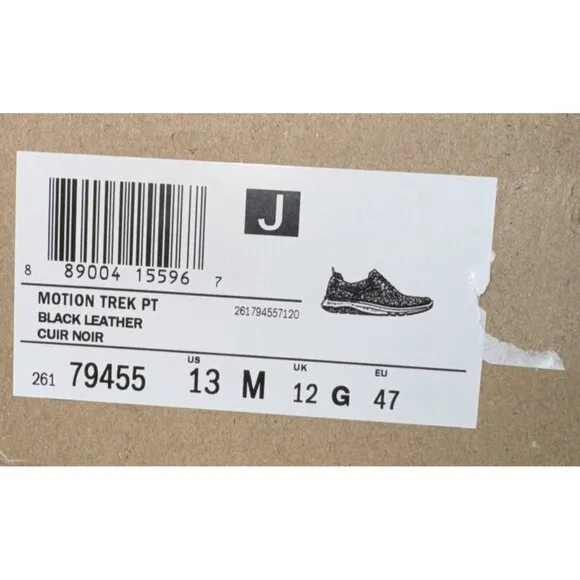 J
8 89004 15596 7
MOTION TREK PT 261794557120
BLACK LEATHER
CUIR NOIR
US UK EU
261 79455 13 M 12 G 47